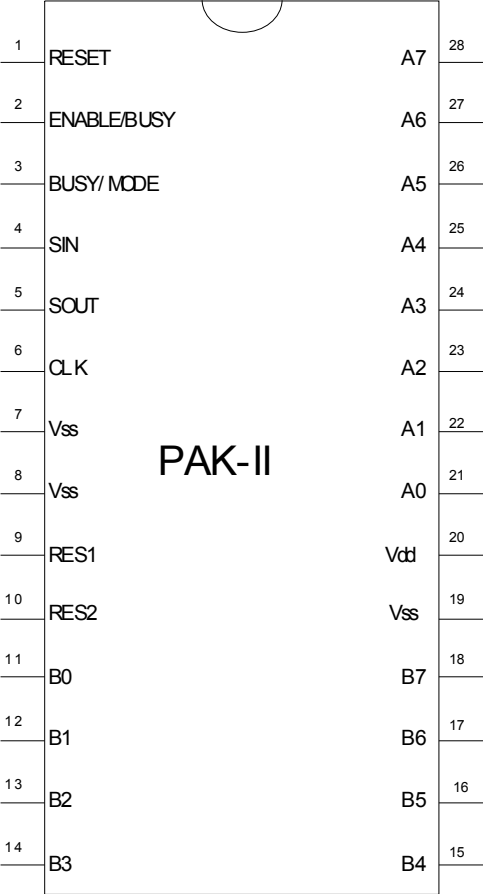 1 RESET A7 28
2 ENABLE/BUSY A6 27
3 BUSY/ MODE A5 26
4 SIN A4 25
5 SOUT A3 24
6 CLK A2 23
7 Vss A1 22
PAK-II
8 Vss A0 21
9 RES1 Vdd 20
10 RES2 Vss 19
11 B0 B7 18
12 B1 B6 17
13 B2 B5 16
14 B3 B4 15